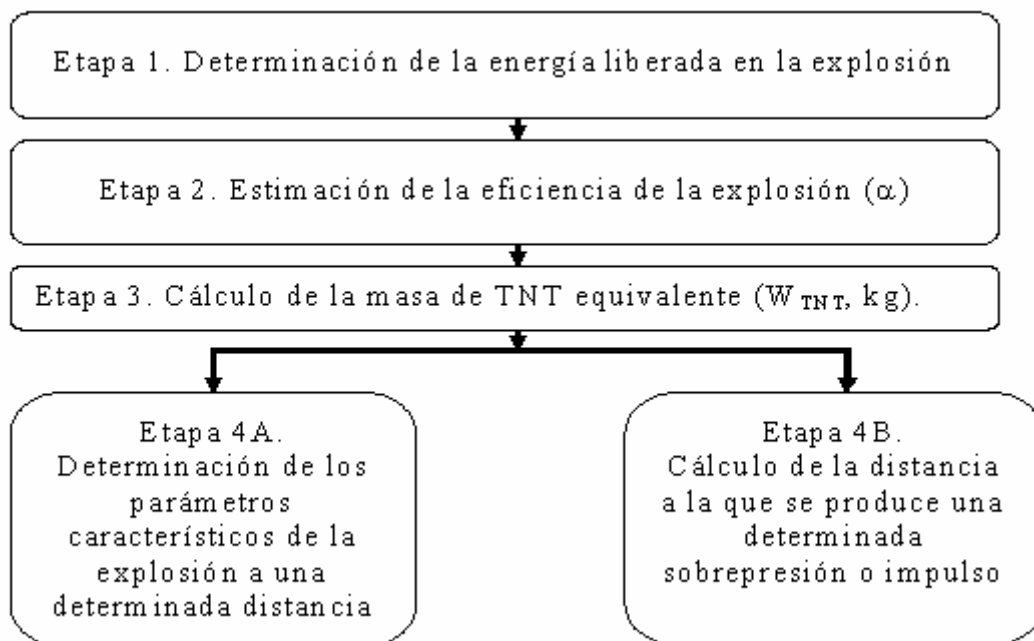 Etapa 1. Determinación de la energía liberada en la explosión
Etapa 2. Estimación de la eficiencia de la explosión (α)
Etapa 3. Cálculo de la masa de TNT equivalente (W TNT, kg).
Etapa 4A.
Determinación de los
parámetros
característicos de la
explosión a una
determinada distancia
Etapa 4B.
Cálculo de la distancia
a la que se produce una
determinada
sobrepresión o impulso